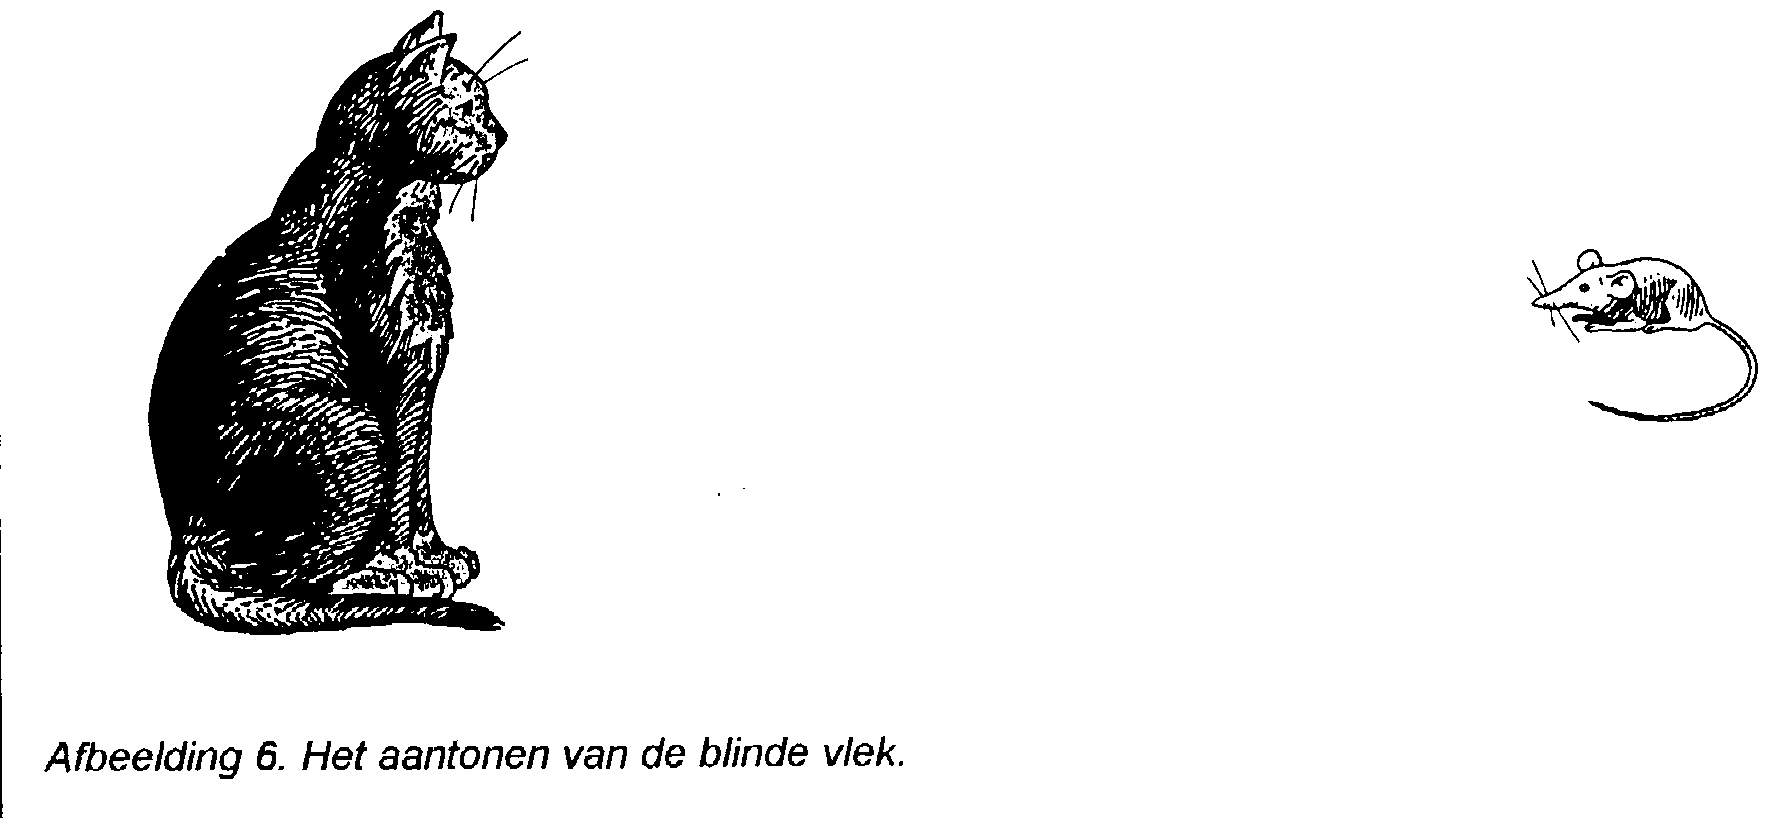 Afbeelding 6. Het aantonen van de blinde vlek.